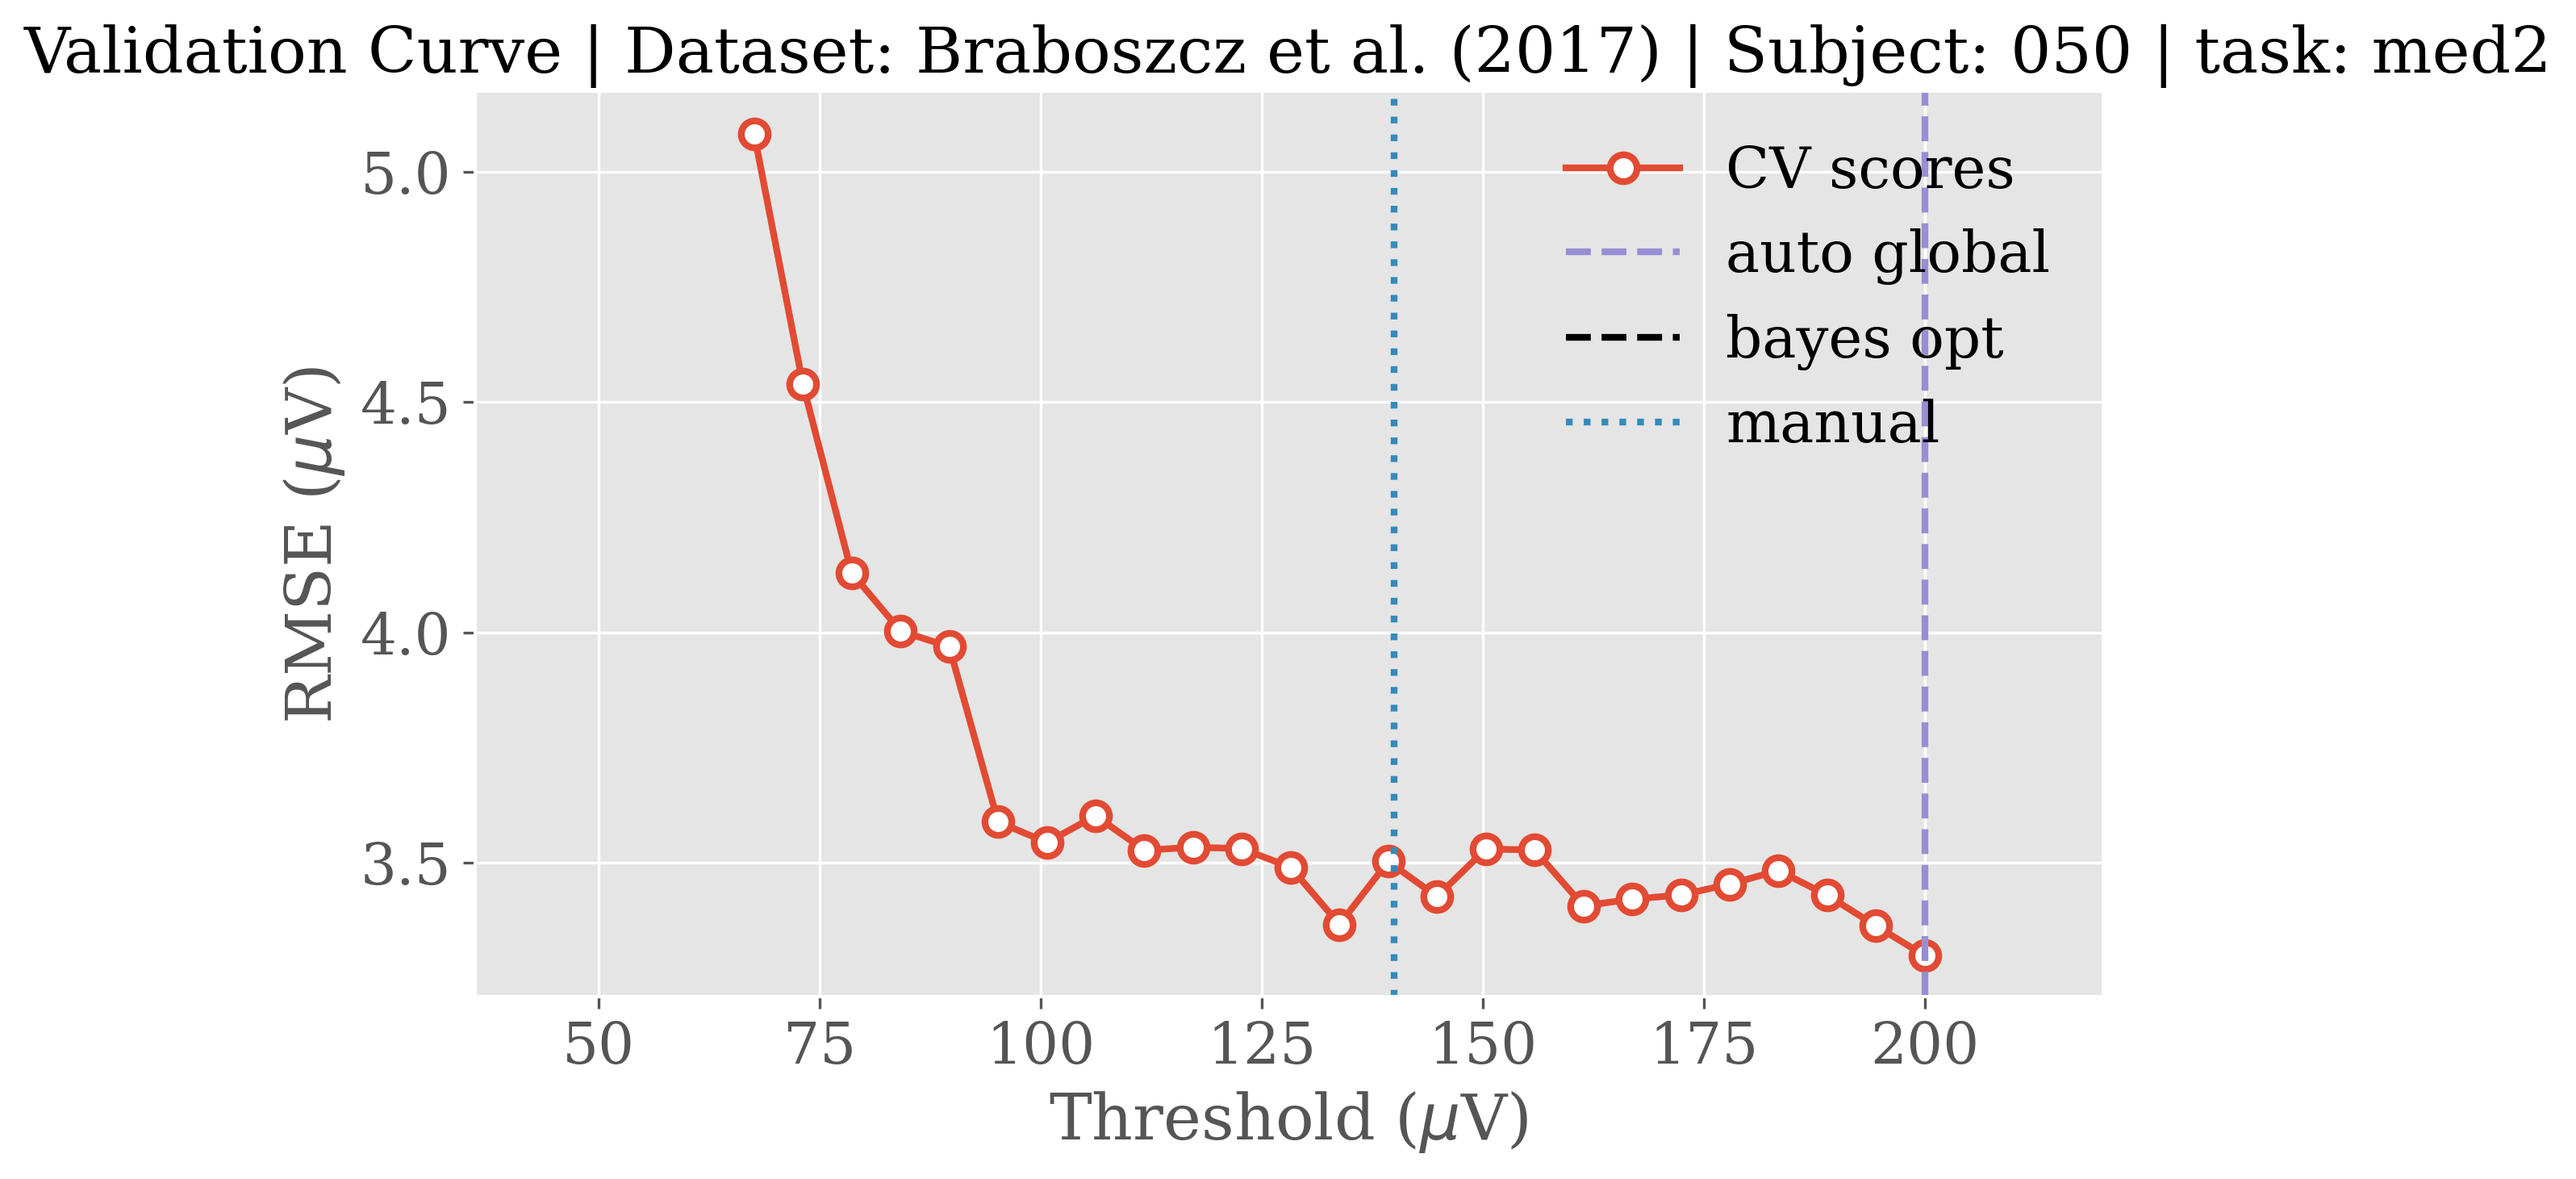 Validation Curve | Dataset: Braboszcz et al. (2017) | Subject: 050 | task: med2
CV scores
auto global
bayes opt
manual
5.0
4.5
4.0
3.5
RMSE (μV)
50 75 100 125 150 175 200
Threshold (μV)